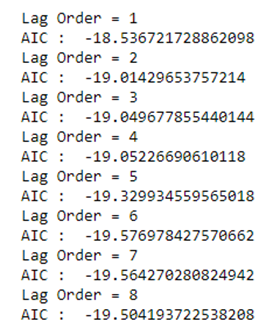 Lag Order = 1
AIC :  -18.536721728862098
Lag Order = 2
AIC :  -19.01429653757214
Lag Order = 3
AIC :  -19.049677855440144
Lag Order = 4
AIC :  -19.05226690610118
Lag Order = 5
AIC :  -19.329934559565018
Lag Order = 6
AIC :  -19.576978427570662
Lag Order = 7
AIC :  -19.564270280824942
Lag Order = 8
AIC :  -19.504193722538208